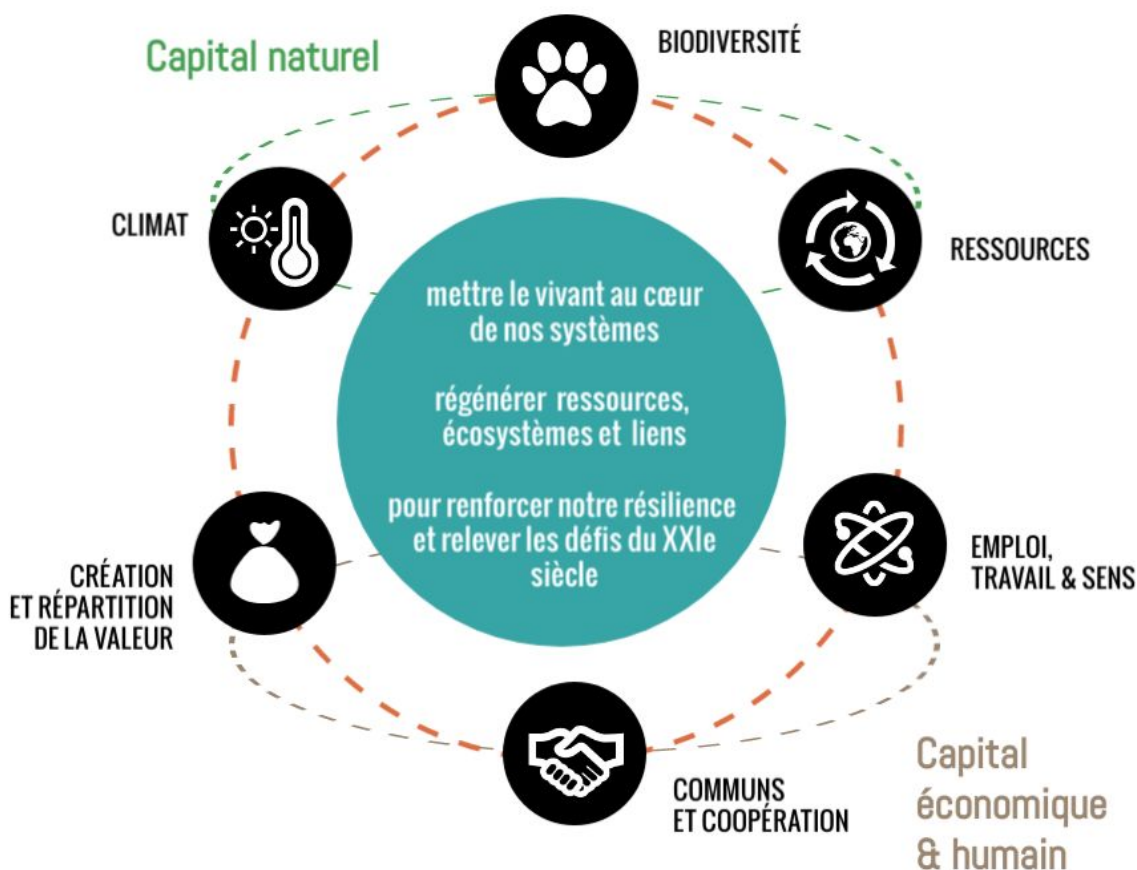 Capital naturel
BIODIVERSITÉ
CLIMAT
RESSOURCES
mettre le vivant au cœur
de nos systèmes
régénérer ressources,
écosystèmes et liens
pour renforcer notre résilience
et relever les défis du XXIe
siècle
CRÉATION
ET RÉPARTITION
DE LA VALEUR
EMPLOI,
TRAVAIL & SENS
COMMUNS
ET COOPÉRATION
Capital
économique
& humain